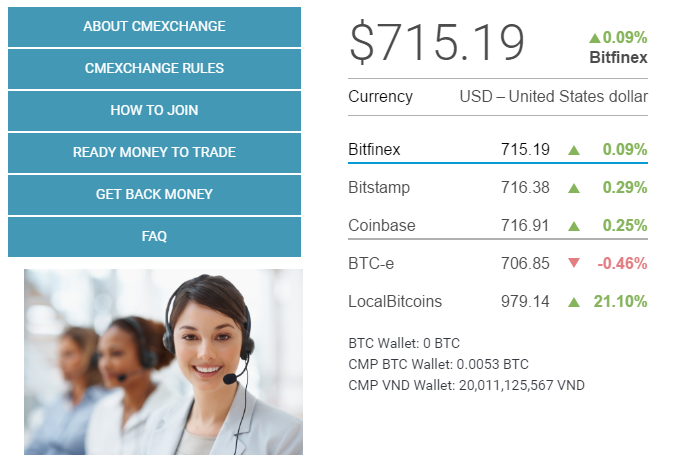 ABOUT CMEXCHANGE
CMEXCHANGE RULES
HOW TO JOIN
READY MONEY TO TRADE
GET BACK MONEY
FAQ
$715.19
0.09%
Bitfinex
Currency USD – United States dollar
Bitfinex 715.19 0.09%
Bitstamp 716.38 0.29%
Coinbase 716.91 0.25%
BTC-e 706.85 -0.46%
LocalBitcoins 979.14 21.10%
BTC Wallet: 0 BTC
CMP BTC Wallet: 0.0053 BTC
CMP VND Wallet: 20,011,125,567 VND